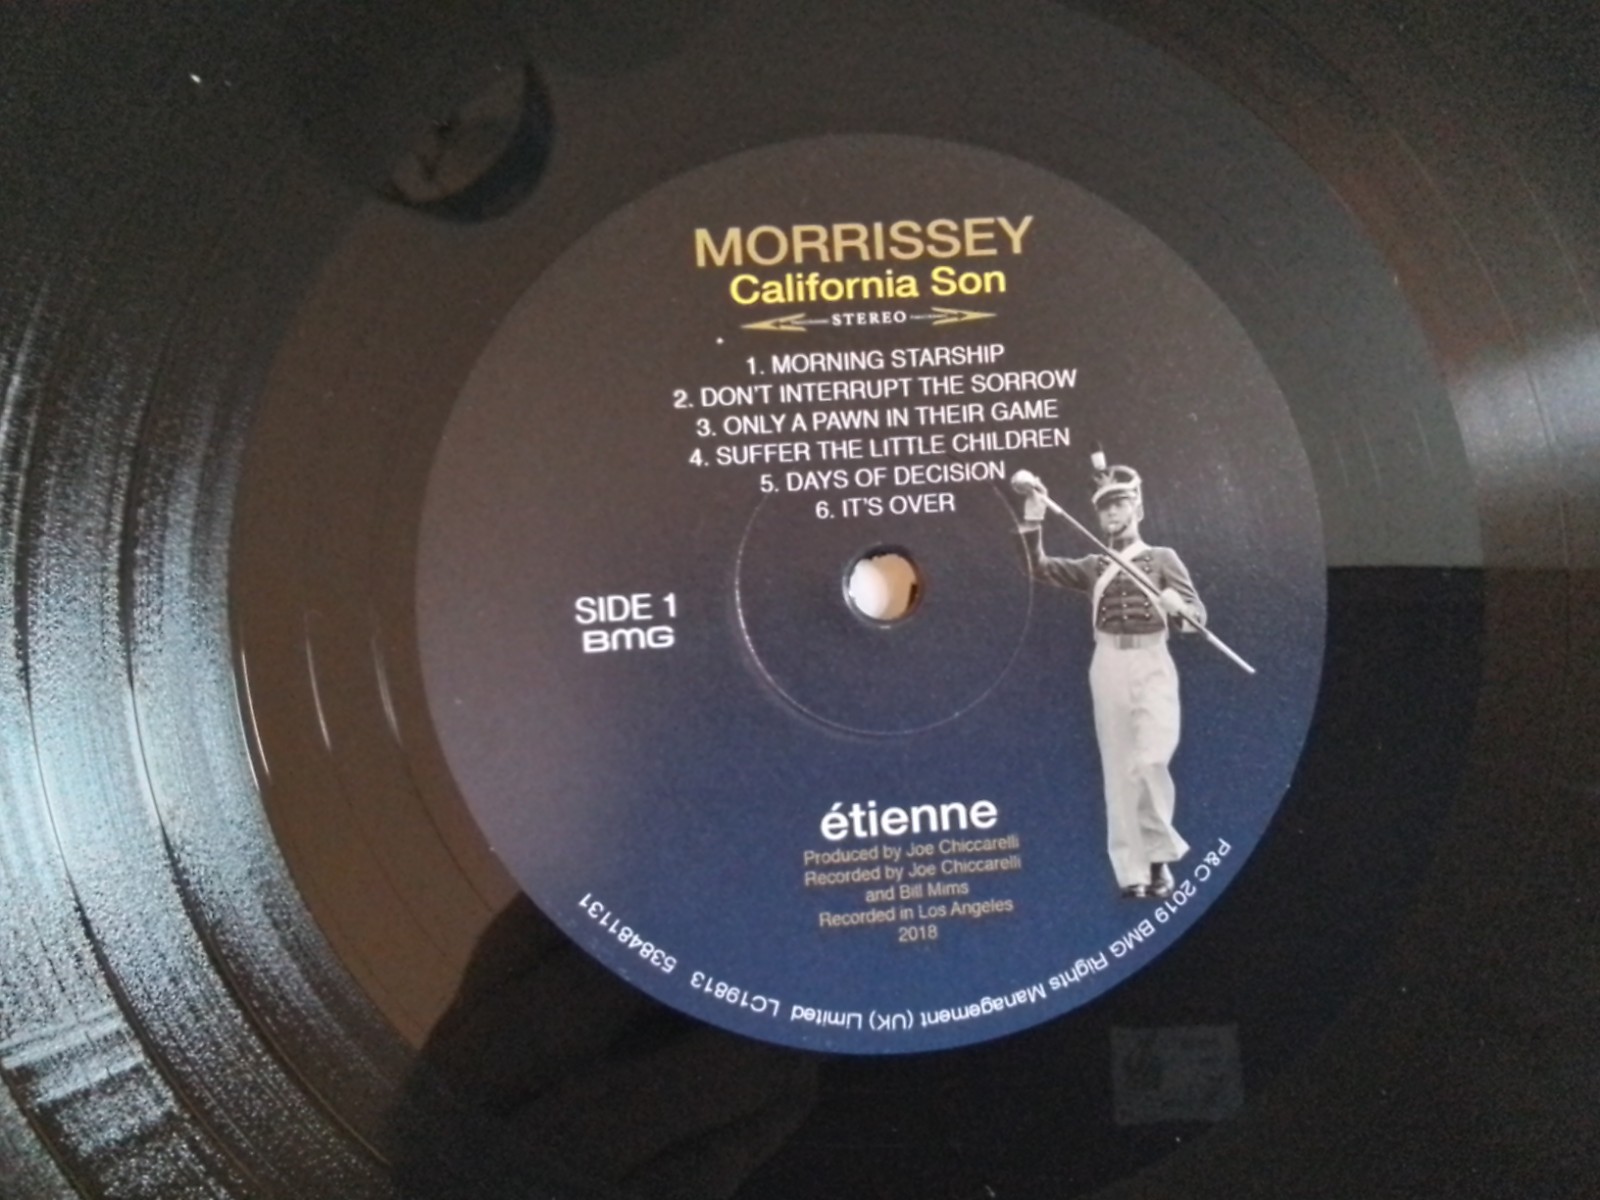 MORRISSEY
California Son
STEREO
1. MORNING STARSHIP
2. DON'T INTERRUPT THE SORROW
3. ONLY A PAWN IN THEIR GAME
4. SUFFER THE LITTLE CHILDREN
5. DAYS OF DECISION
6. IT'S OVER
SIDE 1
BMG
étienne
Produced by Joe Chiccarelli
Recorded by Joe Chiccarelli
and Bill Mims
Recorded in Los Angeles
2018
P&C 2019 BMG Rights Management (UK) Limited LC19813 538481131